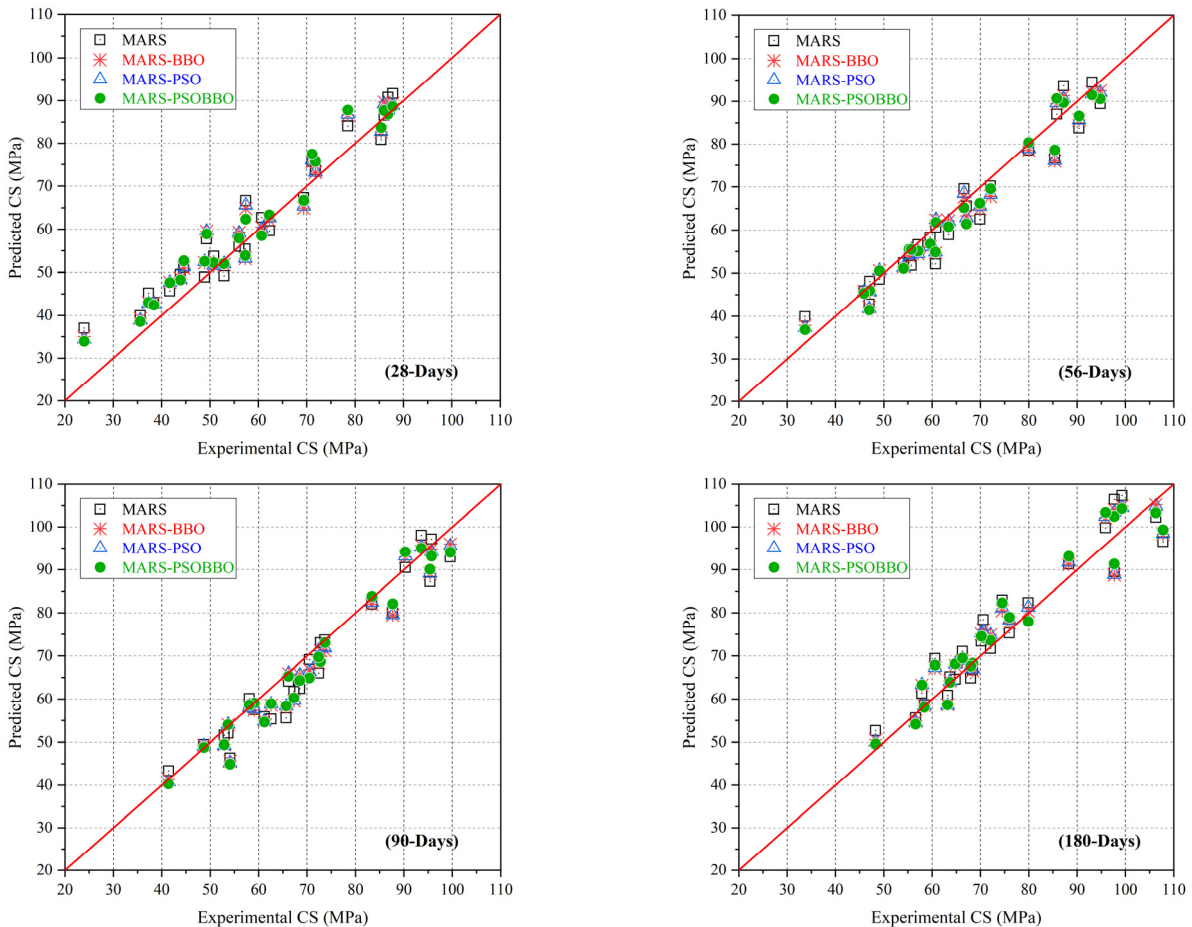 110
100
90
80
70
60
50
40
30
20
Predicted CS (MPa)
MARS
MARS-BBO
MARS-PSO
MARS-PSOBBO
(28-Days)
20 30 40 50 60 70 80 90 100 110
Experimental CS (MPa)
110
100
90
80
70
60
50
40
30
20
Predicted CS (MPa)
MARS
MARS-BBO
MARS-PSO
MARS-PSOBBO
(56-Days)
20 30 40 50 60 70 80 90 100 110
Experimental CS (MPa)
110
100
90
80
70
60
50
40
30
20
Predicted CS (MPa)
MARS
MARS-BBO
MARS-PSO
MARS-PSOBBO
(90-Days)
20 30 40 50 60 70 80 90 100 110
Experimental CS (MPa)
110
100
90
80
70
60
50
40
30
20
Predicted CS (MPa)
MARS
MARS-BBO
MARS-PSO
MARS-PSOBBO
(180-Days)
20 30 40 50 60 70 80 90 100 110
Experimental CS (MPa)